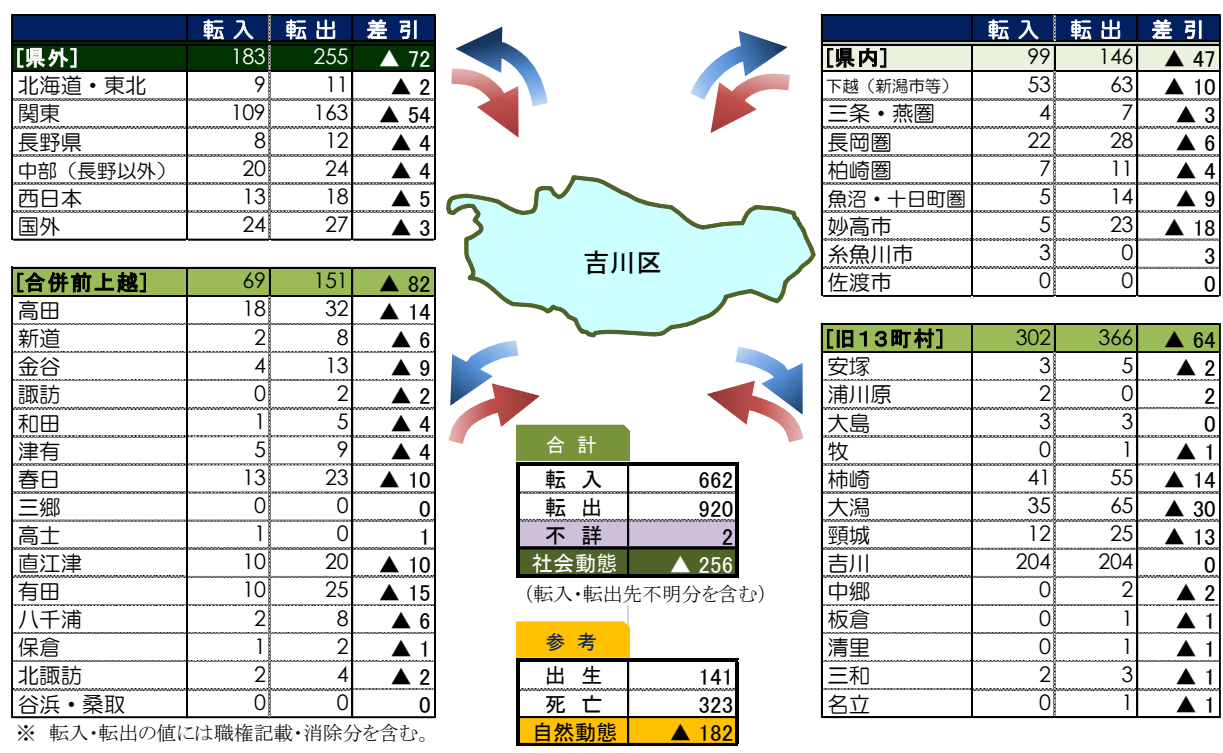 転 入 転 出 差 引
[県外] 183 255 ▲ 72
北海道・東北 9 11 ▲ 2
関東 109 163 ▲ 54
長野県 8 12 ▲ 4
中部（長野以外） 20 24 ▲ 4
西日本 13 18 ▲ 5
国外 24 27 ▲ 3
[合併前上越] 69 151 ▲ 82
高田 18 32 ▲ 14
新道 2 8 ▲ 6
金谷 4 13 ▲ 9
諏訪 0 2 ▲ 2
和田 1 5 ▲ 4
津有 5 9 ▲ 4
春日 13 23 ▲ 10
三郷 0 0 0
高士 1 0 1
直江津 10 20 ▲ 10
有田 10 25 ▲ 15
八千浦 2 8 ▲ 6
保倉 1 2 ▲ 1
北諏訪 2 4 ▲ 2
谷浜・桑取 0 0 0
※ 転入・転出の値には職権記載・消除分を含む。
吉川区
合 計
転 入 662
転 出 920
不 詳 2
社会動態 ▲ 256
（転入・転出先不明分を含む）
参 考
出 生 141
死 亡 323
自然動態 ▲ 182
転 入 転 出 差 引
[県内] 99 146 ▲ 47
下越（新潟市等） 53 63 ▲ 10
三条・燕圏 4 7 ▲ 3
長岡圏 22 28 ▲ 6
柏崎圏 7 11 ▲ 4
魚沼・十日町圏 5 14 ▲ 9
妙高市 5 23 ▲ 18
糸魚川市 3 0 3
佐渡市 0 0 0
[旧13町村] 302 366 ▲ 64
安塚 3 5 ▲ 2
浦川原 2 0 2
大島 3 3 0
牧 0 1 ▲ 1
柿崎 41 55 ▲ 14
大潟 35 65 ▲ 30
頸城 12 25 ▲ 13
吉川 204 204 0
中郷 0 2 ▲ 2
板倉 0 1 ▲ 1
清里 0 1 ▲ 1
三和 2 3 ▲ 1
名立 0 1 ▲ 1